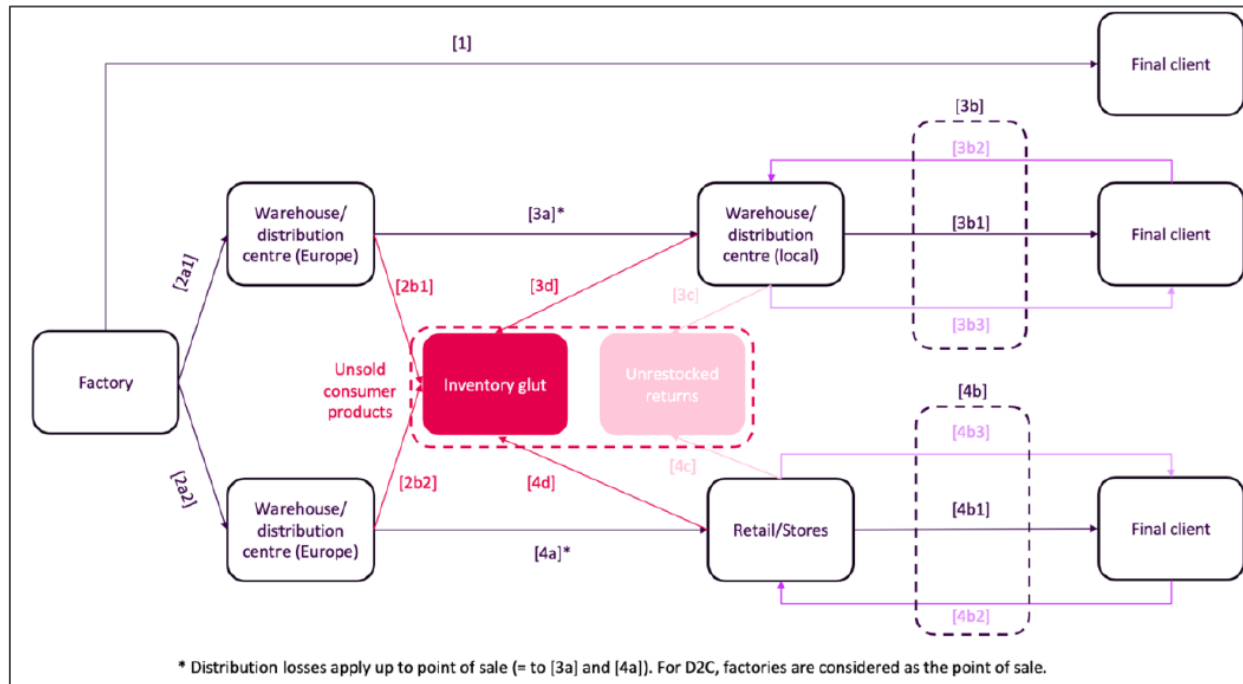 [1]
Final client
[3b]
[3b2]
Warehouse/
distribution
centre (Europe)
[3a]*
Warehouse/
distribution
centre (local)
[3b1]
Final client
[2a1]
[2b1]
[3d]
[3c]
[3b3]
Factory
Unsold
consumer
products
Inventory glut
Unrestocked
returns
[4b]
[4b3]
[2a2]
[2b2]
[4d]
[4c]
Warehouse/
distribution
centre (Europe)
[4a]*
Retail/Stores
[4b1]
Final client
[4b2]
* Distribution losses apply up to point of sale (= to [3a] and [4a]). For D2C, factories are considered as the point of sale.